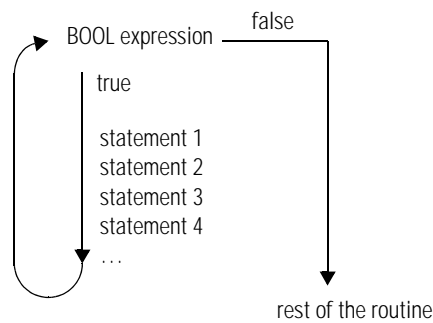 false
BOOL expression
true
statement 1
statement 2
statement 3
statement 4
...
rest of the routine